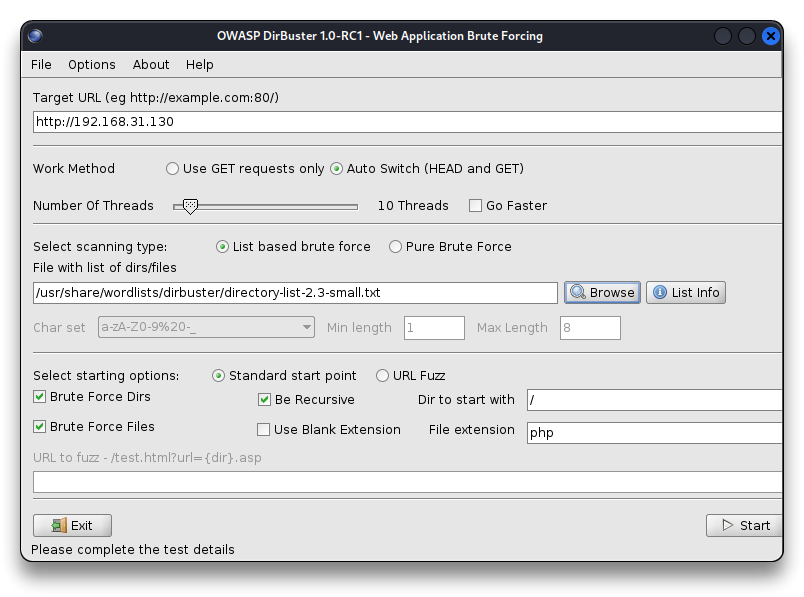 OWASP DirBuster 1.0-RC1 - Web Application Brute Forcing
File Options About Help
Target URL (eg http://example.com:80/)
http://192.168.31.130
Work Method Use GET requests only Auto Switch (HEAD and GET)
Number Of Threads 10 Threads Go Faster
Select scanning type: List based brute force Pure Brute Force
File with list of dirs/files
/usr/share/wordlists/dirbuster/directory-list-2.3-small.txt Browse List Info
Char set a-zA-Z0-9%20-_ Min length 1 Max Length 8
Select starting options: Standard start point URL Fuzz
Brute Force Dirs Be Recursive Dir to start with /
Brute Force Files Use Blank Extension File extension php
URL to fuzz - /test.html?url={dir}.asp
Exit Start
Please complete the test details